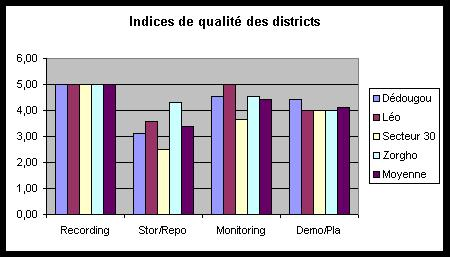 Indices de qualité des districts
6,00
5,00
4,00
3,00
2,00
1,00
0,00
Recording Stor/Repo Monitoring Demo/Pla
Dédougou
Léo
Secteur 30
Zorgho
Moyenne